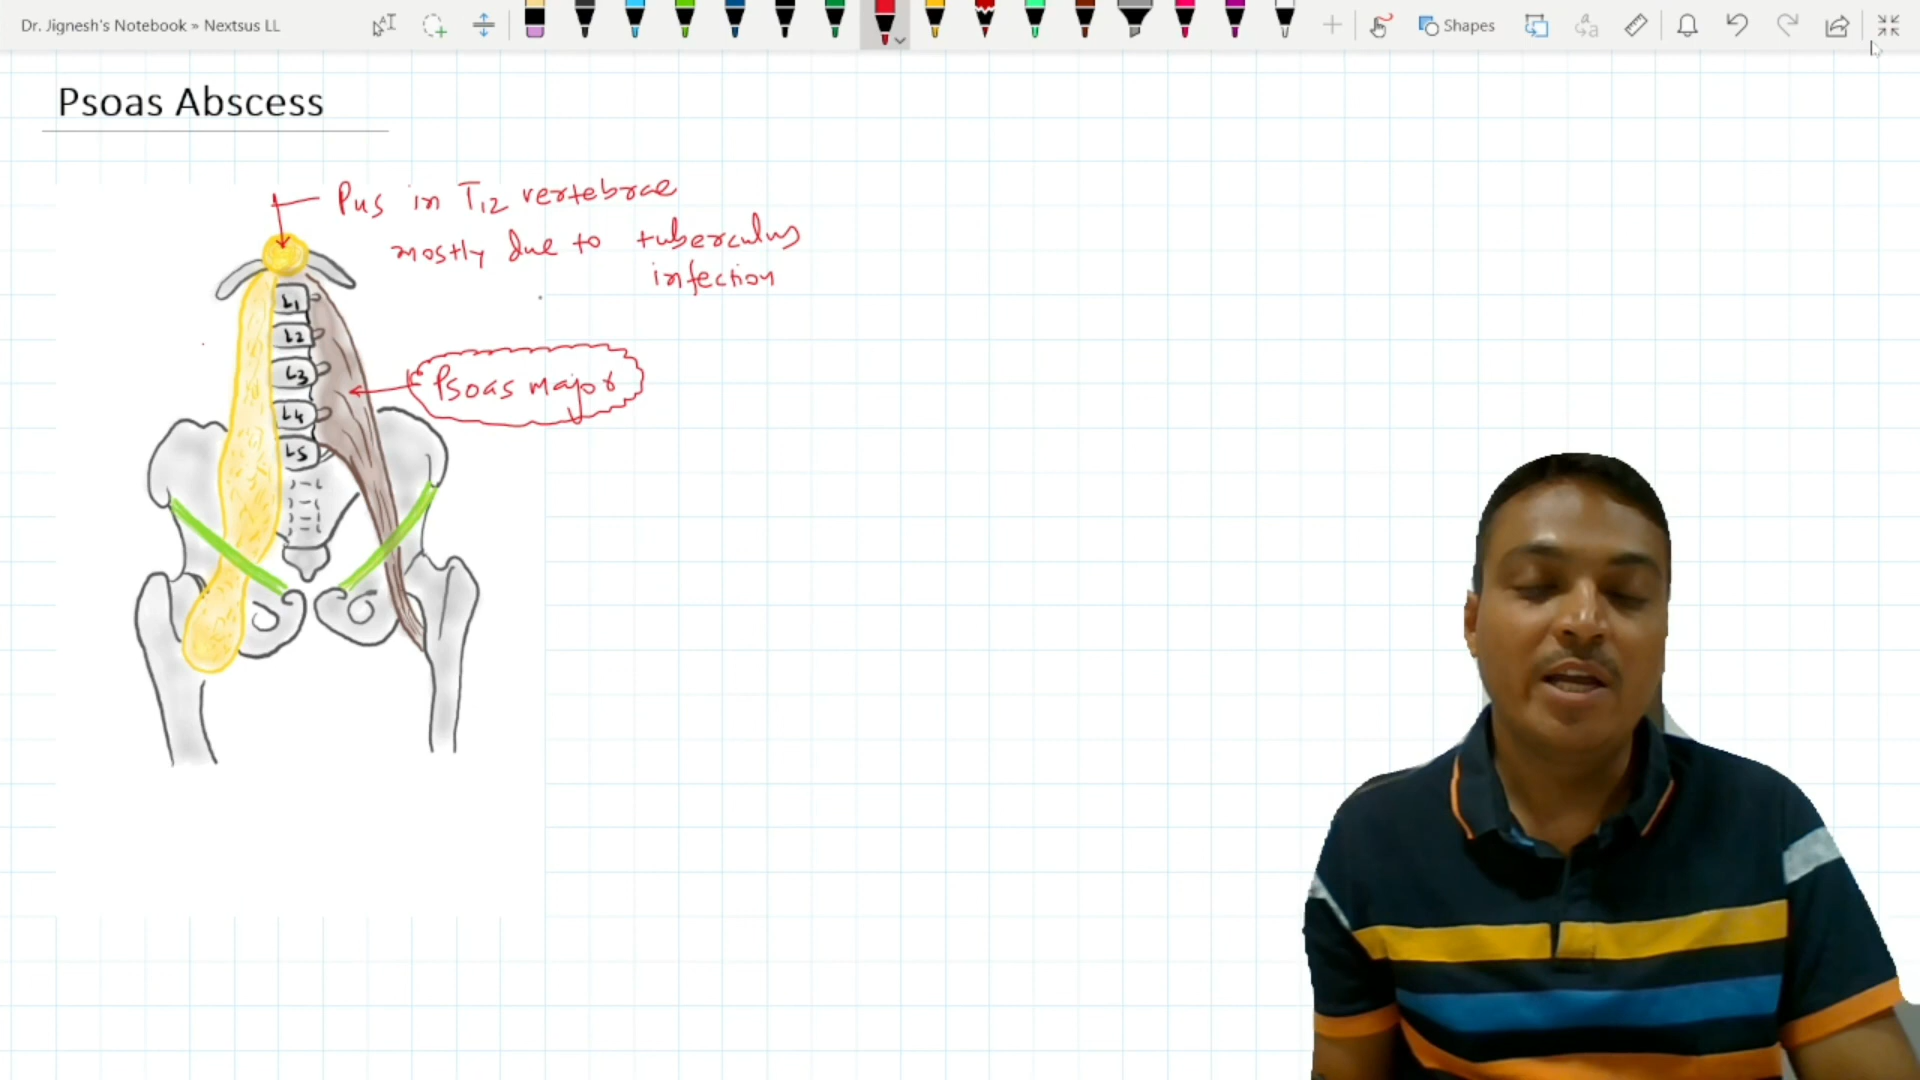 Dr. Jignesh's Notebook » Nextsus LL
Shapes
Psoas Abscess
Pus in T12 vertebrae
mostly due to tuberculus
infection
L1
L2
L3
Psoas major
L4
L5